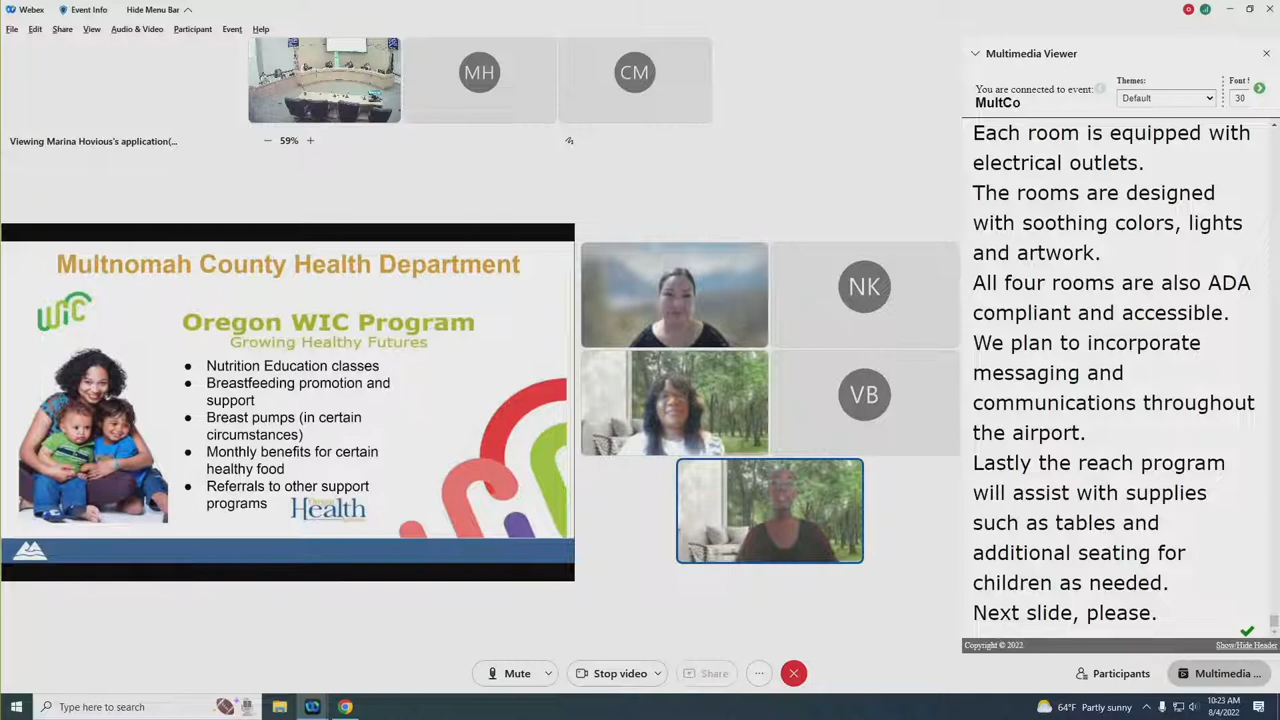 Webex
Event Info
Hide Menu Bar
File Edit Share View Audio & Video Participant Event Help
MH
CM
Viewing Marina Hovious's application(...
59%
Multnomah County Health Department
WiC
Oregon WIC Program
Growing Healthy Futures
● Nutrition Education classes
● Breastfeeding promotion and
support
● Breast pumps (in certain
circumstances)
● Monthly benefits for certain
healthy food
● Referrals to other support
programs
Oregon
Health
NK
VB
Multimedia Viewer
You are connected to event:
MultCo
Themes:
Default
Font
30
Each room is equipped with
electrical outlets.
The rooms are designed
with soothing colors, lights
and artwork.
All four rooms are also ADA
compliant and accessible.
We plan to incorporate
messaging and
communications throughout
the airport.
Lastly the reach program
will assist with supplies
such as tables and
additional seating for
children as needed.
Next slide, please.
Copyright © 2022
Show/Hide Header
Mute
Stop video
Share
Participants
Multimedia ...
Type here to search
64°F Partly sunny
10:23 AM
8/4/2022